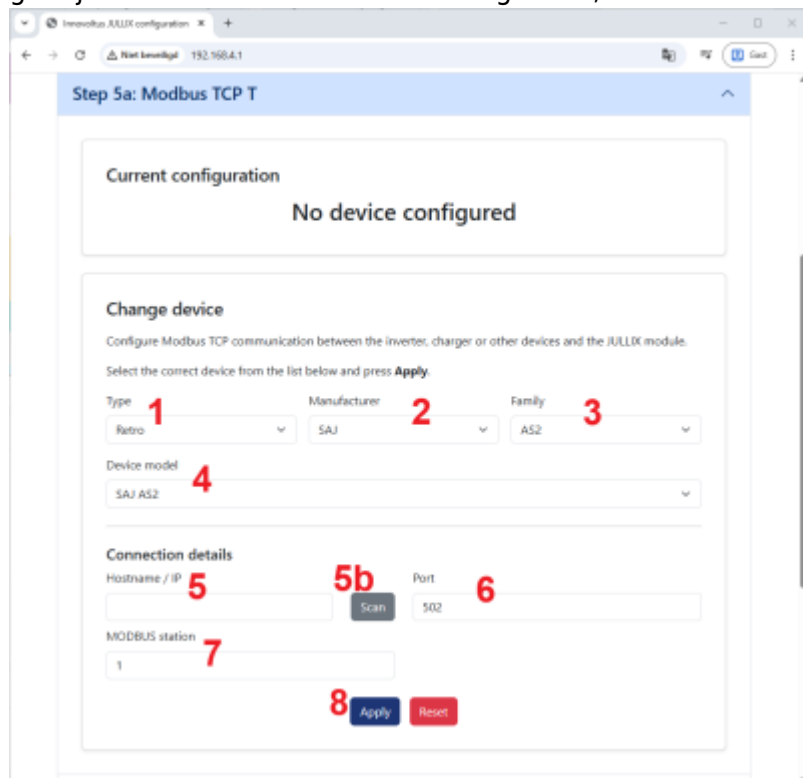 Innovoltus JULLIX configuration
Niet beveiligd 192.168.4.1
Gast
Step 5a: Modbus TCP T
Current configuration
No device configured
Change device
Configure Modbus TCP communication between the inverter, charger or other devices and the JULLIX module.
Select the correct device from the list below and press Apply.
Type 1 Manufacturer 2 Family 3
Retro SAJ AS2
Device model 4
SAJ AS2
Connection details
Hostname / IP 5 5b Port 6
Scan 502
MODBUS station 7
1
8 Apply Reset